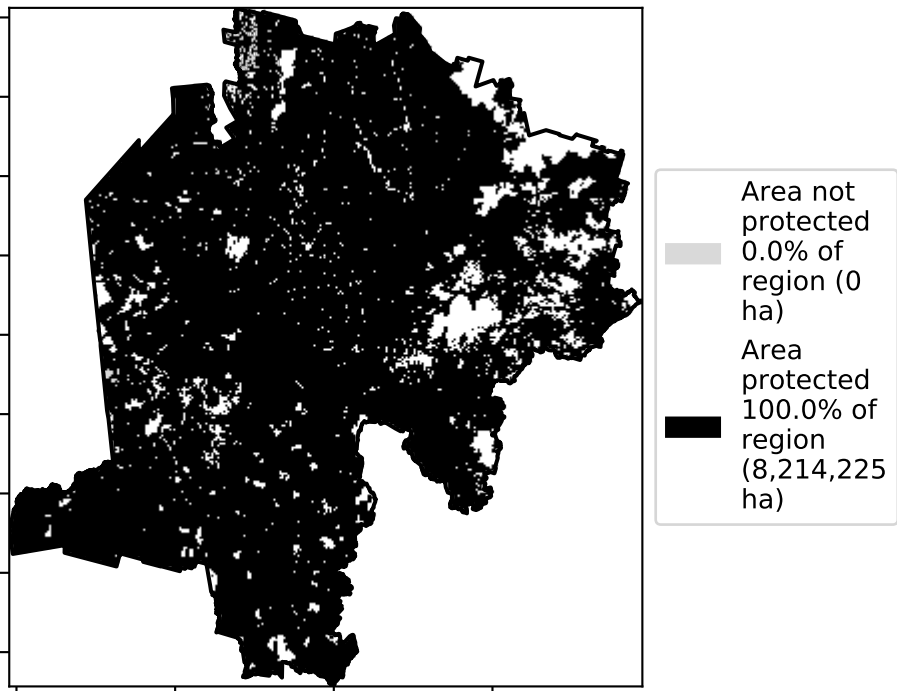 Area not
protected
0.0% of
region (0
ha)
Area
protected
100.0% of
region
(8,214,225
ha)